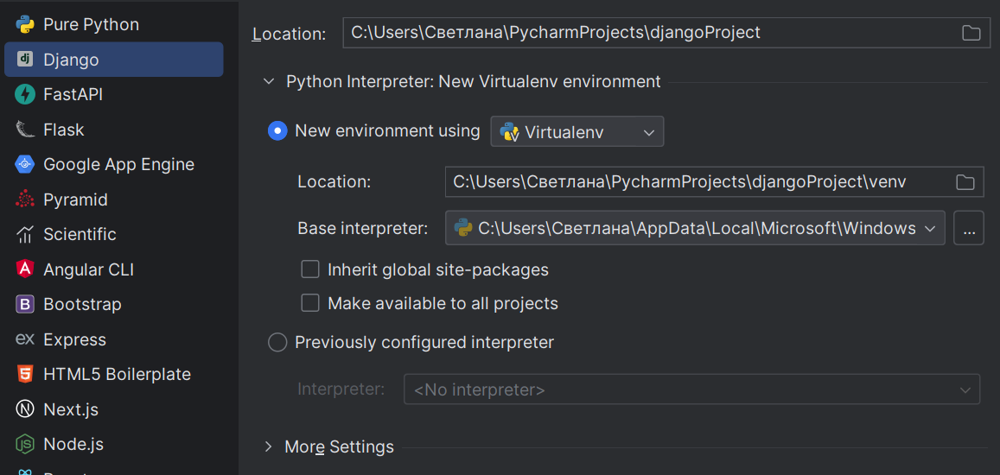 Pure Python
Django
FastAPI
Flask
Google App Engine
Pyramid
Scientific
Angular CLI
Bootstrap
Express
HTML5 Boilerplate
Next.js
Node.js
Location: C:\Users\Светлана\PycharmProjects\djangoProject
Python Interpreter: New Virtualenv environment
New environment using Virtualenv
Location: C:\Users\Светлана\PycharmProjects\djangoProject\venv
Base interpreter: C:\Users\Светлана\AppData\Local\Microsoft\Windows ...
Inherit global site-packages
Make available to all projects
Previously configured interpreter
Interpreter: <No interpreter>
More Settings